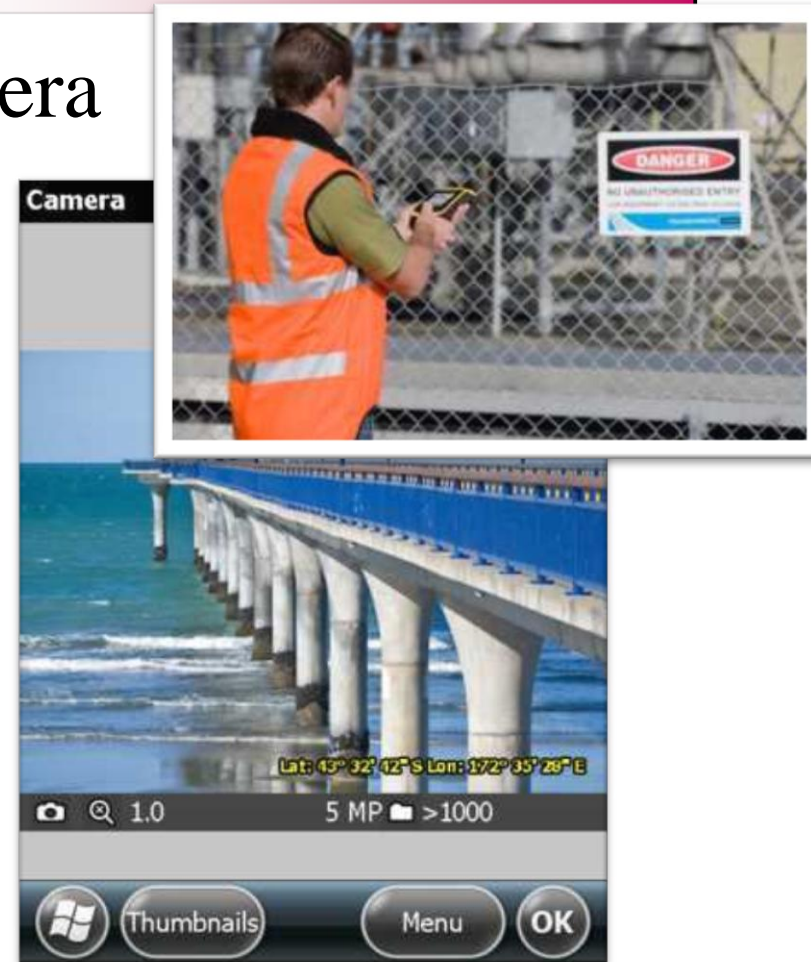 era
Camera
DANGER
NO UNAUTHORISED ENTRY
Lat: 43° 32' 42" S Lon: 172° 35' 28" E
1.0
5 MP
>1000
Thumbnails
Menu
OK